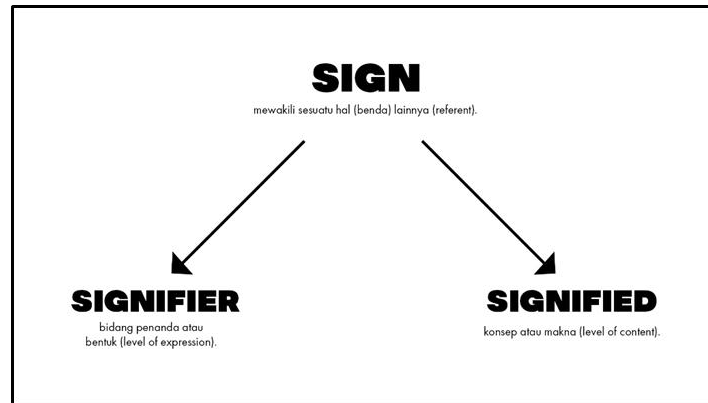 SIGN
mewakili sesuatu hal (benda) lainnya (referent).
SIGNIFIER
bidang penanda atau
bentuk (level of expression).
SIGNIFIED
konsep atau makna (level of content).